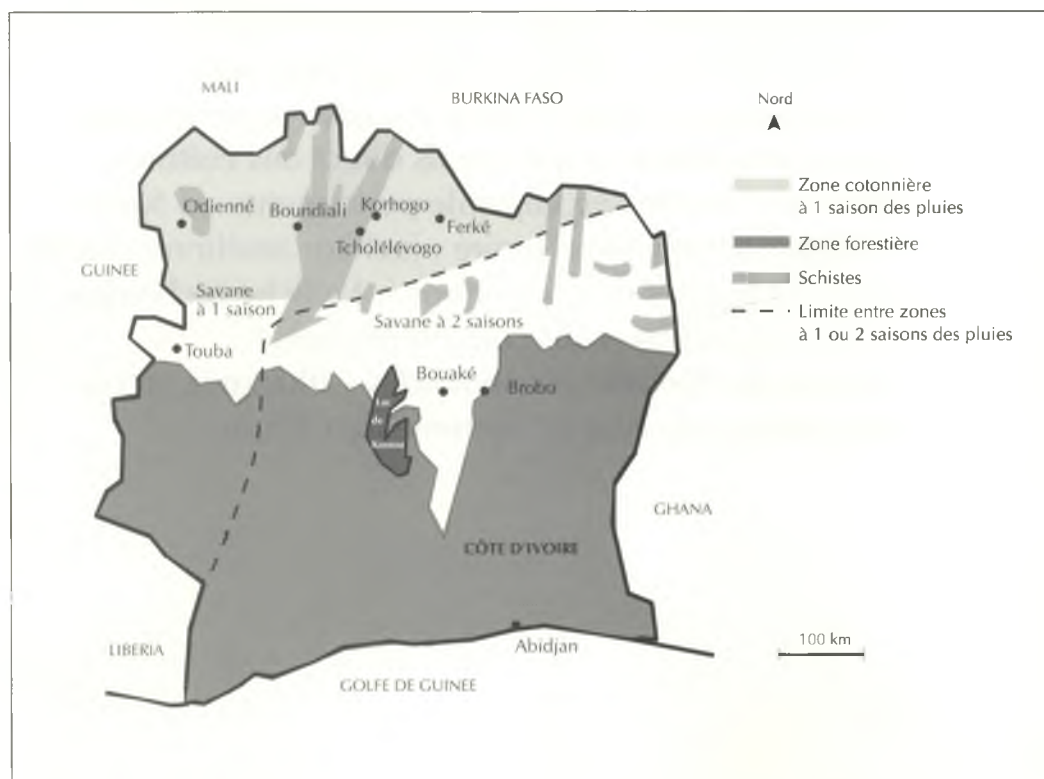 MALI
BURKINA FASO
Nord
Zone cotonnière
à 1 saison des pluies
Zone forestière
Schistes
Limite entre zones
à 1 ou 2 saisons des pluies
Odienné
Boundiali
Korhogo
Ferké
Tcholélévogo
GUINEE
Savane
à 1 saison
Savane à 2 saisons
Touba
Bouaké
Brobo
GHANA
CÔTE D'IVOIRE
LIBERIA
Abidjan
100 km
GOLFE DE GUINEE